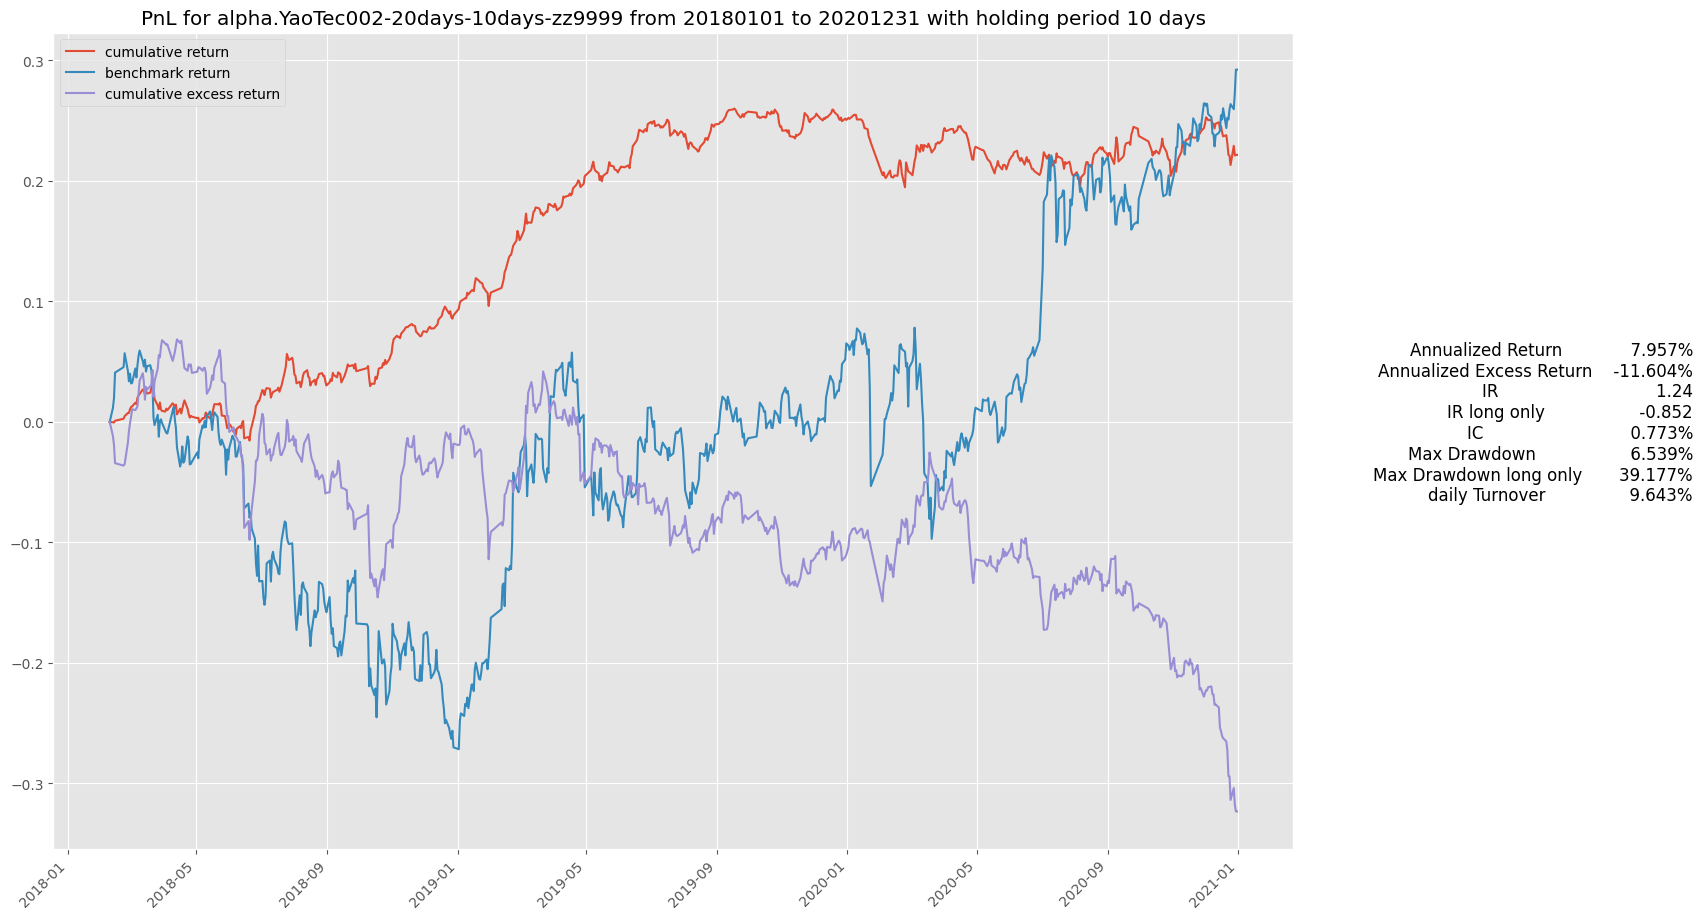 PnL for alpha.YaoTec002-20days-10days-zz9999 from 20180101 to 20201231 with holding period 10 days
cumulative return
benchmark return
cumulative excess return
0.3
0.2
0.1
0.0
−0.1
−0.2
−0.3
2018-01
2018-05
2018-09
2019-01
2019-05
2019-09
2020-01
2020-05
2020-09
2021-01
Annualized Return 7.957%
Annualized Excess Return -11.604%
IR 1.24
IR long only -0.852
IC 0.773%
Max Drawdown 6.539%
Max Drawdown long only 39.177%
daily Turnover 9.643%